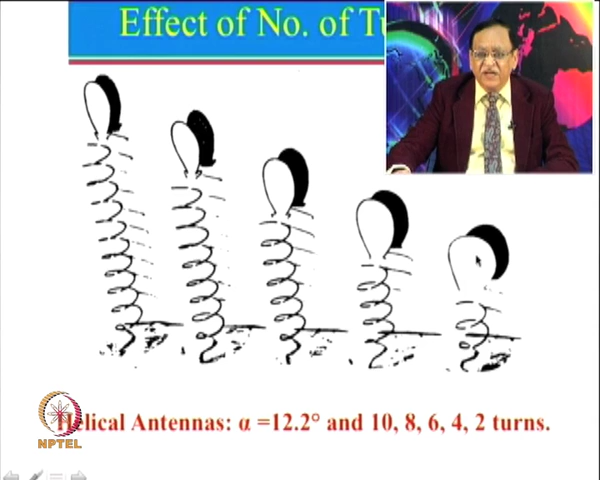 Effect of No. of Tu
Helical Antennas: α =12.2° and 10, 8, 6, 4, 2 turns.
NPTEL